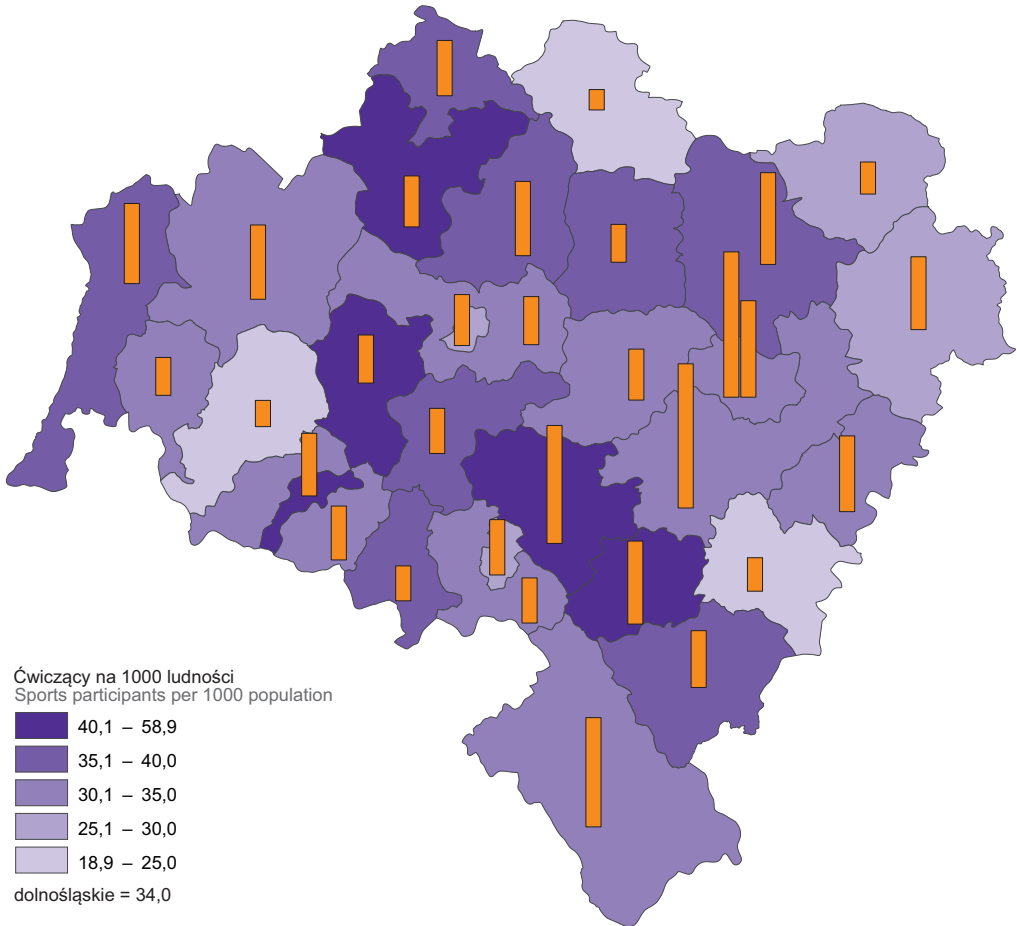 Ćwiczący na 1000 ludności
Sports participants per 1000 population
40,1 – 58,9
35,1 – 40,0
30,1 – 35,0
25,1 – 30,0
18,9 – 25,0
dolnośląskie = 34,0